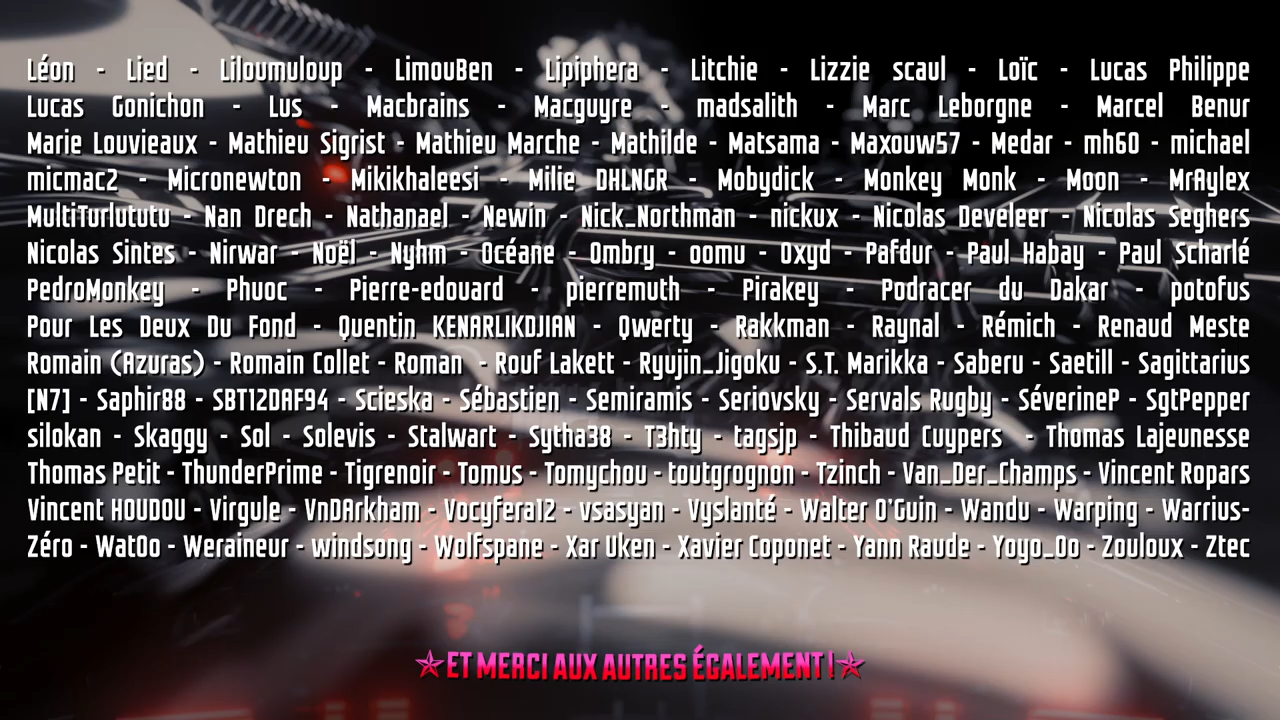 Léon - Lied - Liloumuloup - LimouBen - Lipiphera - Litchie - Lizzie scaul - Loïc - Lucas Philippe
Lucas Gonichon - Lus - Macbrains - Macguyre - madsalith - Marc Leborgne - Marcel Benur
Marie Louvieaux - Mathieu Sigrist - Mathieu Marche - Mathilde - Matsama - Maxouw57 - Medar - mh60 - michael
micmac2 - Micronewton - Mikikhaleesi - Milie DHLNGR - Mobydick - Monkey Monk - Moon - MrAylex
MultiTurlututu - Nan Drech - Nathanael - Newin - Nick_Northman - nickux - Nicolas Develeer - Nicolas Seghers
Nicolas Sintes - Nirwar - Noël - Nyhm - Océane - Ombry - oomu - Oxyd - Pafdur - Paul Habay - Paul Scharlé
PedroMonkey - Phuoc - Pierre-edouard - pierremuth - Pirakey - Podracer du Dakar - potofus
Pour Les Deux Du Fond - Quentin KENARLIKDJIAN - Qwerty - Rakkman - Raynal - Rémich - Renaud Meste
Romain (Azuras) - Romain Collet - Roman - Rouf Lakett - Ryujin_Jigoku - S.T. Marikka - Saberu - Saetill - Sagittarius
[N7] - Saphir88 - SBT12DAF94 - Scieska - Sébastien - Semiramis - Seriovsky - Servals Rugby - SéverineP - SgtPepper
silokan - Skaggy - Sol - Solevis - Stalwart - Sytha38 - T3hty - tagsjp - Thibaud Cuypers - Thomas Lajeunesse
Thomas Petit - ThunderPrime - Tigrenoir - Tomus - Tomychou - toutgrognon - Tzinch - Van_Der_Champs - Vincent Ropars
Vincent HOUDOU - Virgule - VnDArkham - Vocyfera12 - vsasyan - Vyslanté - Walter O'Guin - Wandu - Warping - Warrius-
Zéro - Wat0o - Weraineur - windsong - Wolfspane - Xar Uken - Xavier Coponet - Yann Raude - Yoyo_0o - Zouloux - Ztec
ET MERCI AUX AUTRES ÉGALEMENT !